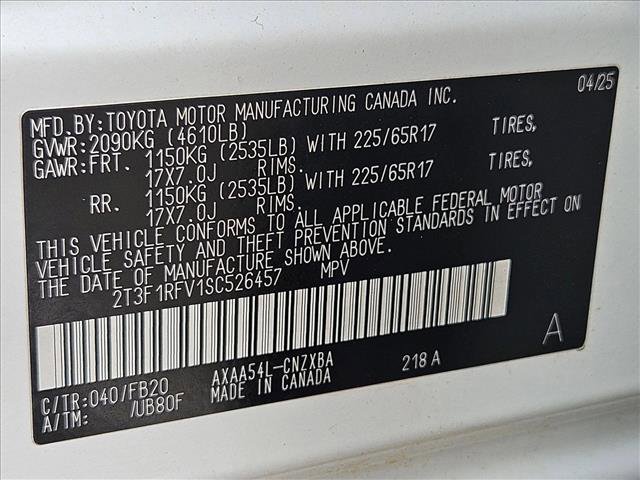 04/25
MFD.BY:TOYOTA MOTOR MANUFACTURING CANADA INC.
GVWR:2090KG (4610LB)
GAWR:FRT. 1150KG (2535LB) WITH 225/65R17 TIRES,
17X7.0J RIMS.
RR. 1150KG (2535LB) WITH 225/65R17 TIRES,
17X7.0J RIMS.
THIS VEHICLE CONFORMS TO ALL APPLICABLE FEDERAL MOTOR
VEHICLE SAFETY AND THEFT PREVENTION STANDARDS IN EFFECT ON
THE DATE OF MANUFACTURE SHOWN ABOVE.
2T3F1RFV1SC526457 MPV
A
C/TR:040/FB20 AXAA54L-CNZXBA 218A
A/TM: /UB80F MADE IN CANADA